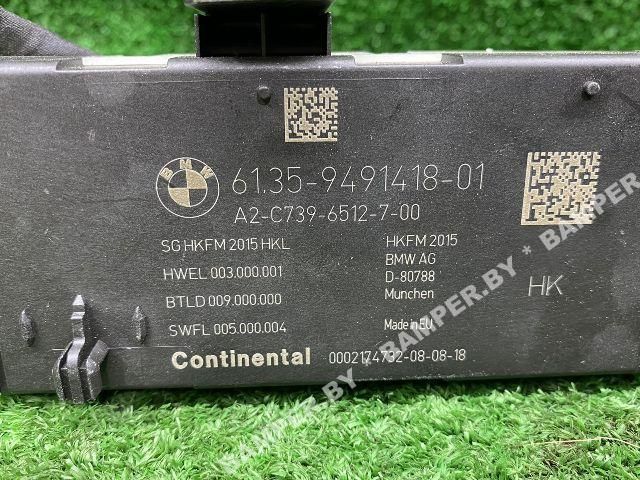 BMW
61.35-9491418-01
A2-C739-6512-7-00
SG HKFM 2015 HKL
HWEL 003.000.001
BTLD 009.000.000
SWFL 005.000.004
HKFM 2015
BMW AG
D-80788
Munchen
Made in EU
HK
Continental 0002174732-08-08-18
BAMPER.BY * BAMPER.BY * BAMPER.BY